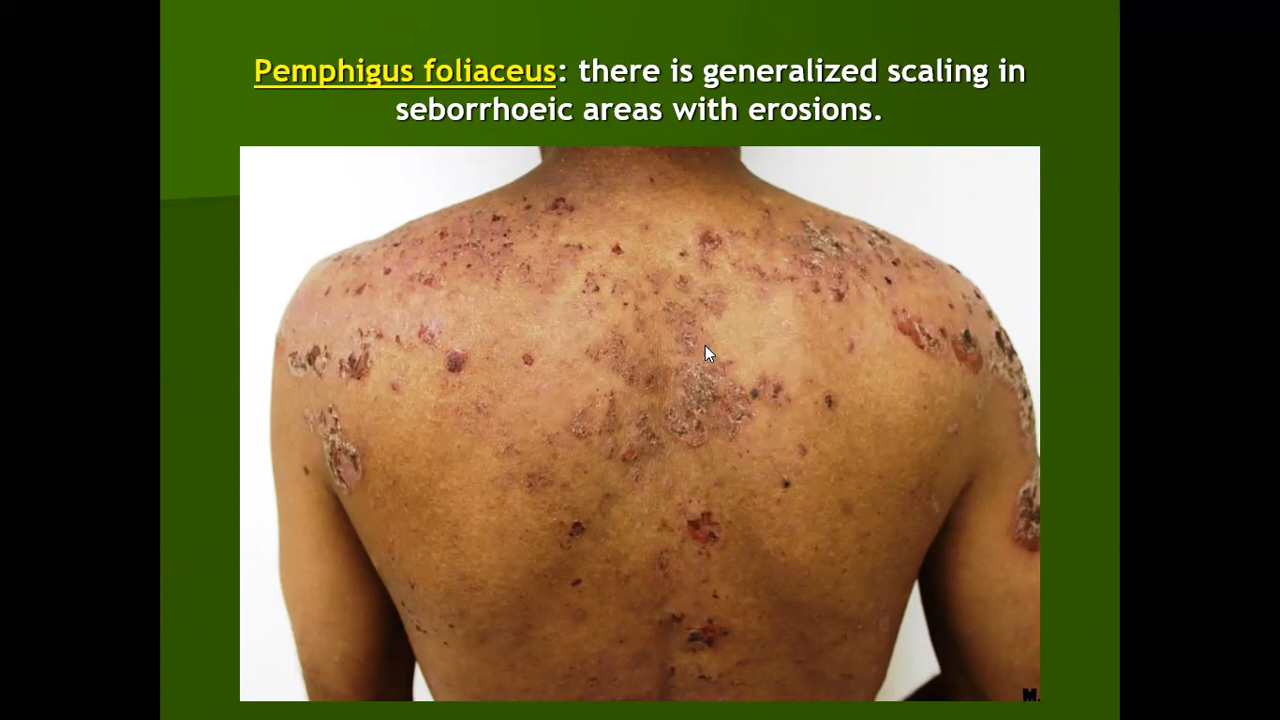 Pemphigus foliaceus: there is generalized scaling in
seborrhoeic areas with erosions.
M.